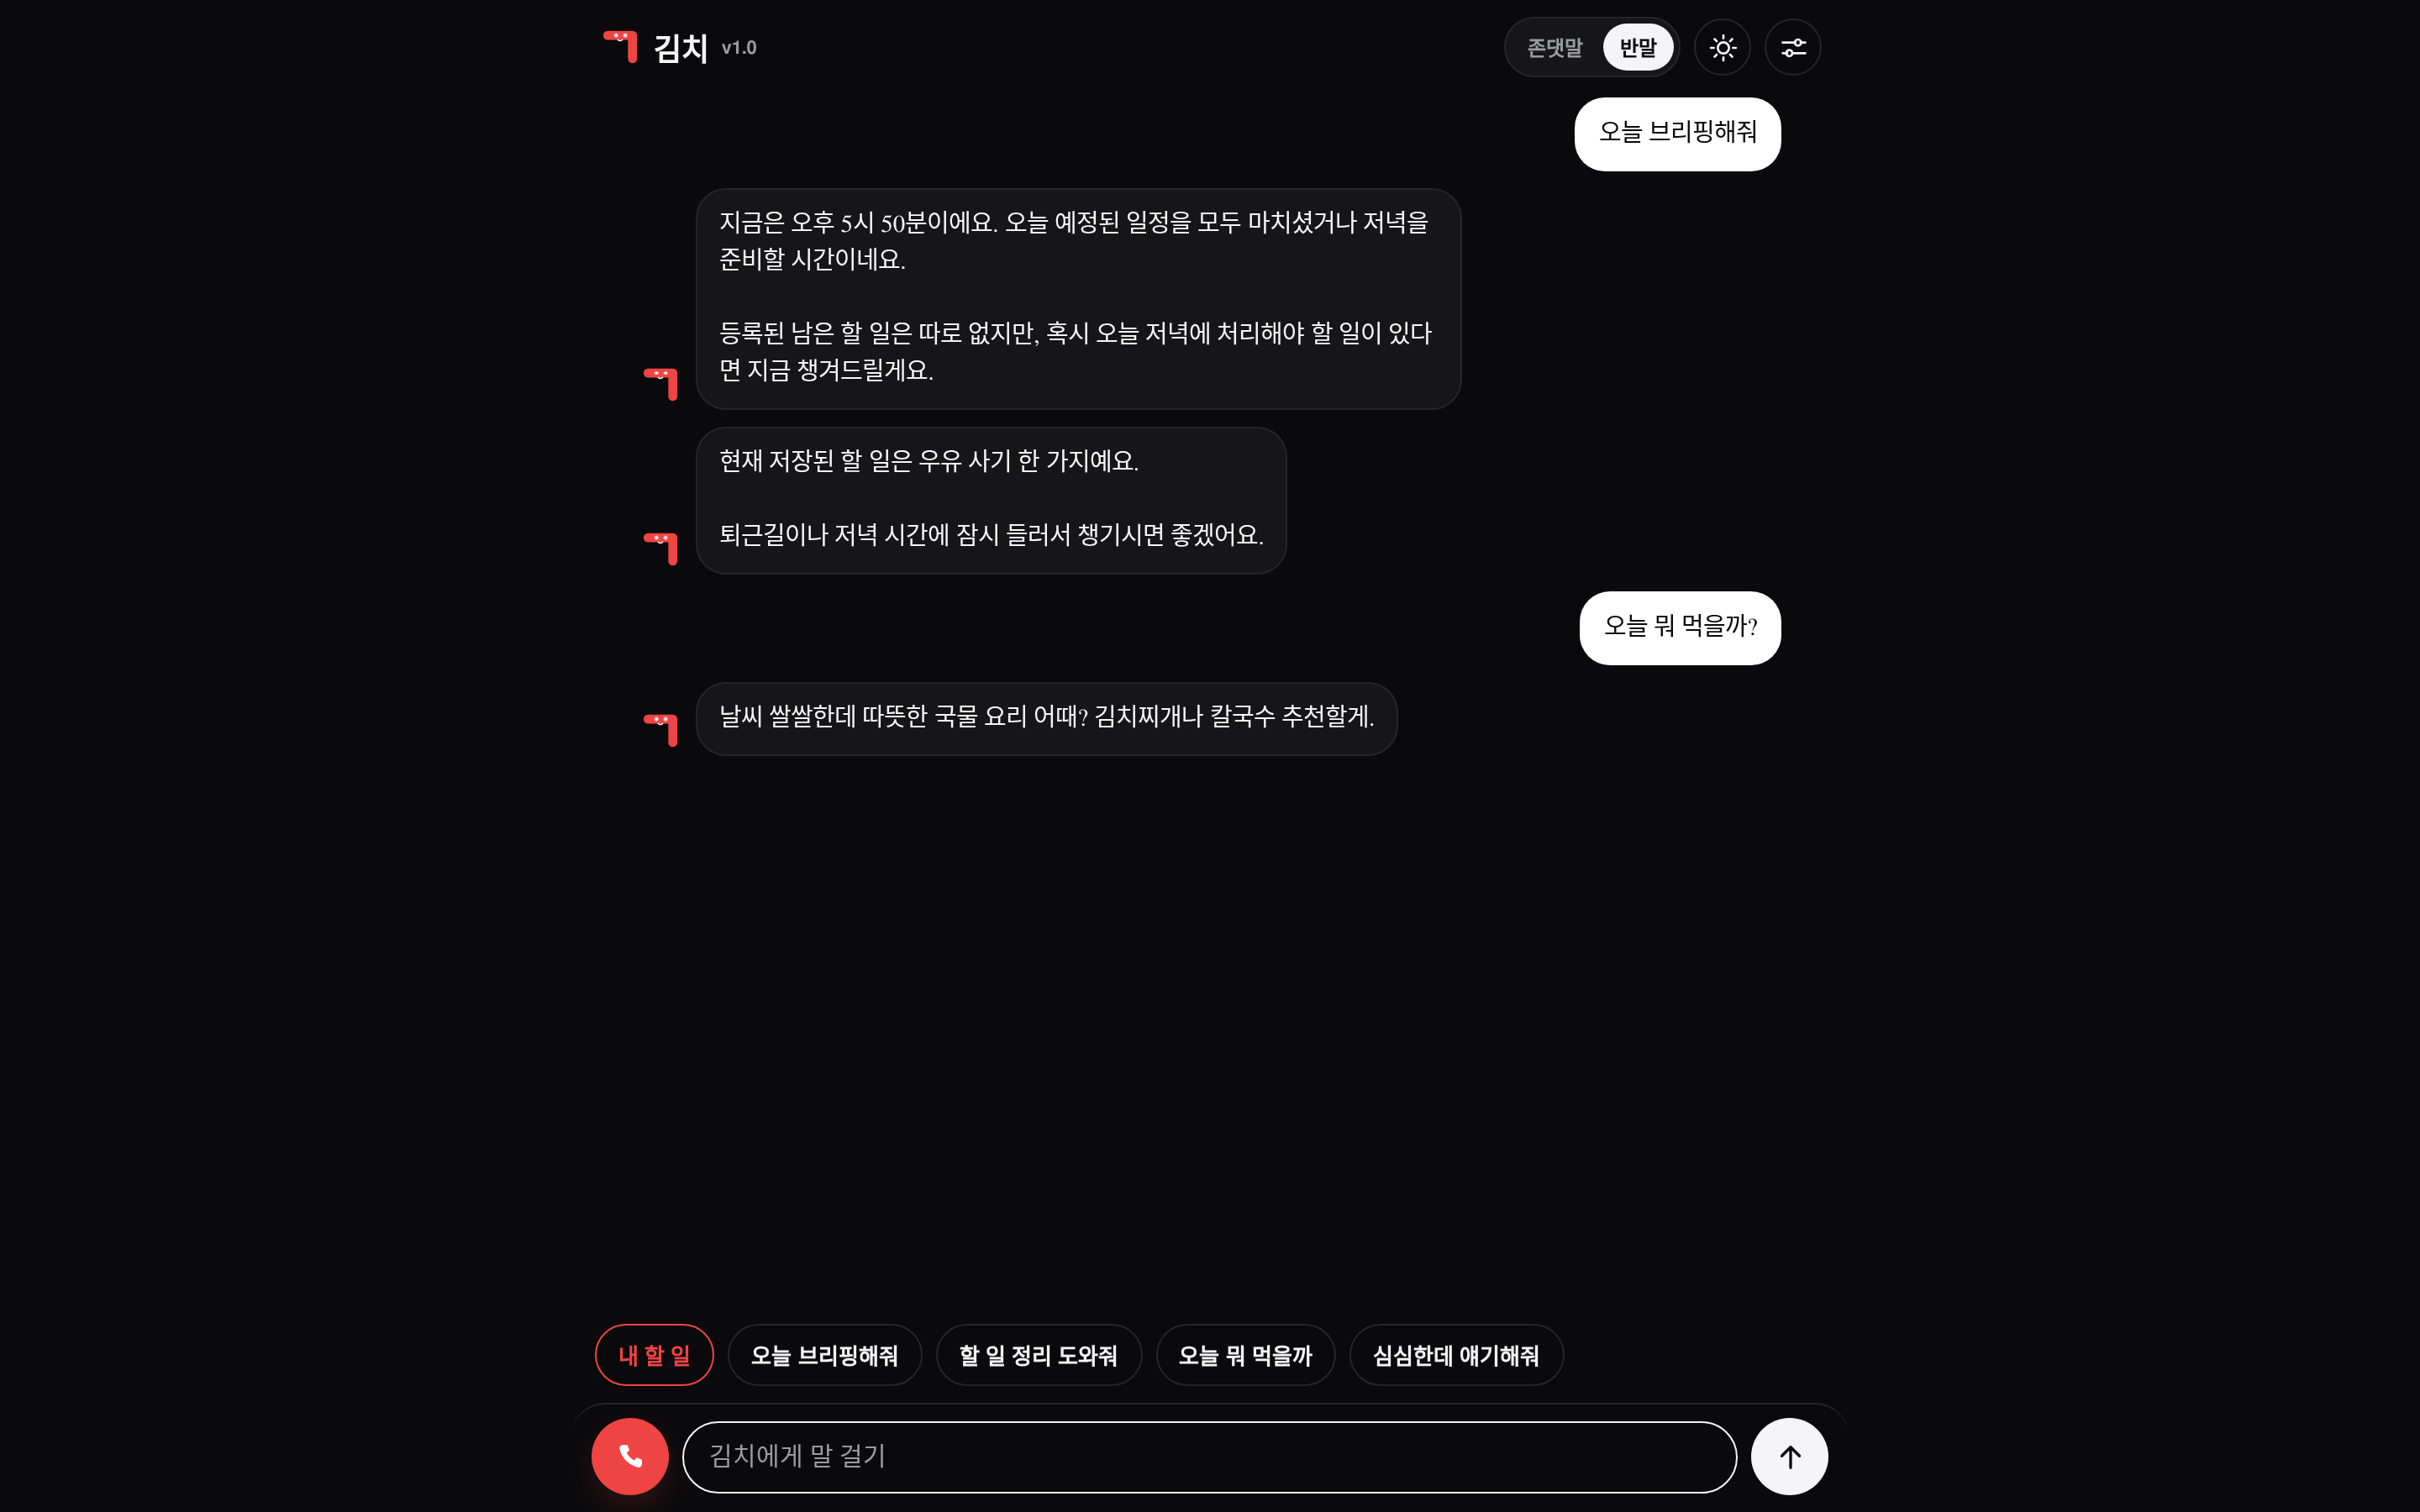 김치 v1.0
존댓말 반말
오늘 브리핑해줘
지금은 오후 5시 50분이에요. 오늘 예정된 일정을 모두 마치셨거나 저녁을
준비할 시간이네요.
등록된 남은 할 일은 따로 없지만, 혹시 오늘 저녁에 처리해야 할 일이 있다
면 지금 챙겨드릴게요.
현재 저장된 할 일은 우유 사기 한 가지예요.
퇴근길이나 저녁 시간에 잠시 들러서 챙기시면 좋겠어요.
오늘 뭐 먹을까?
날씨 쌀쌀한데 따뜻한 국물 요리 어때? 김치찌개나 칼국수 추천할게.
내 할 일 오늘 브리핑해줘 할 일 정리 도와줘 오늘 뭐 먹을까 심심한데 얘기해줘
김치에게 말 걸기